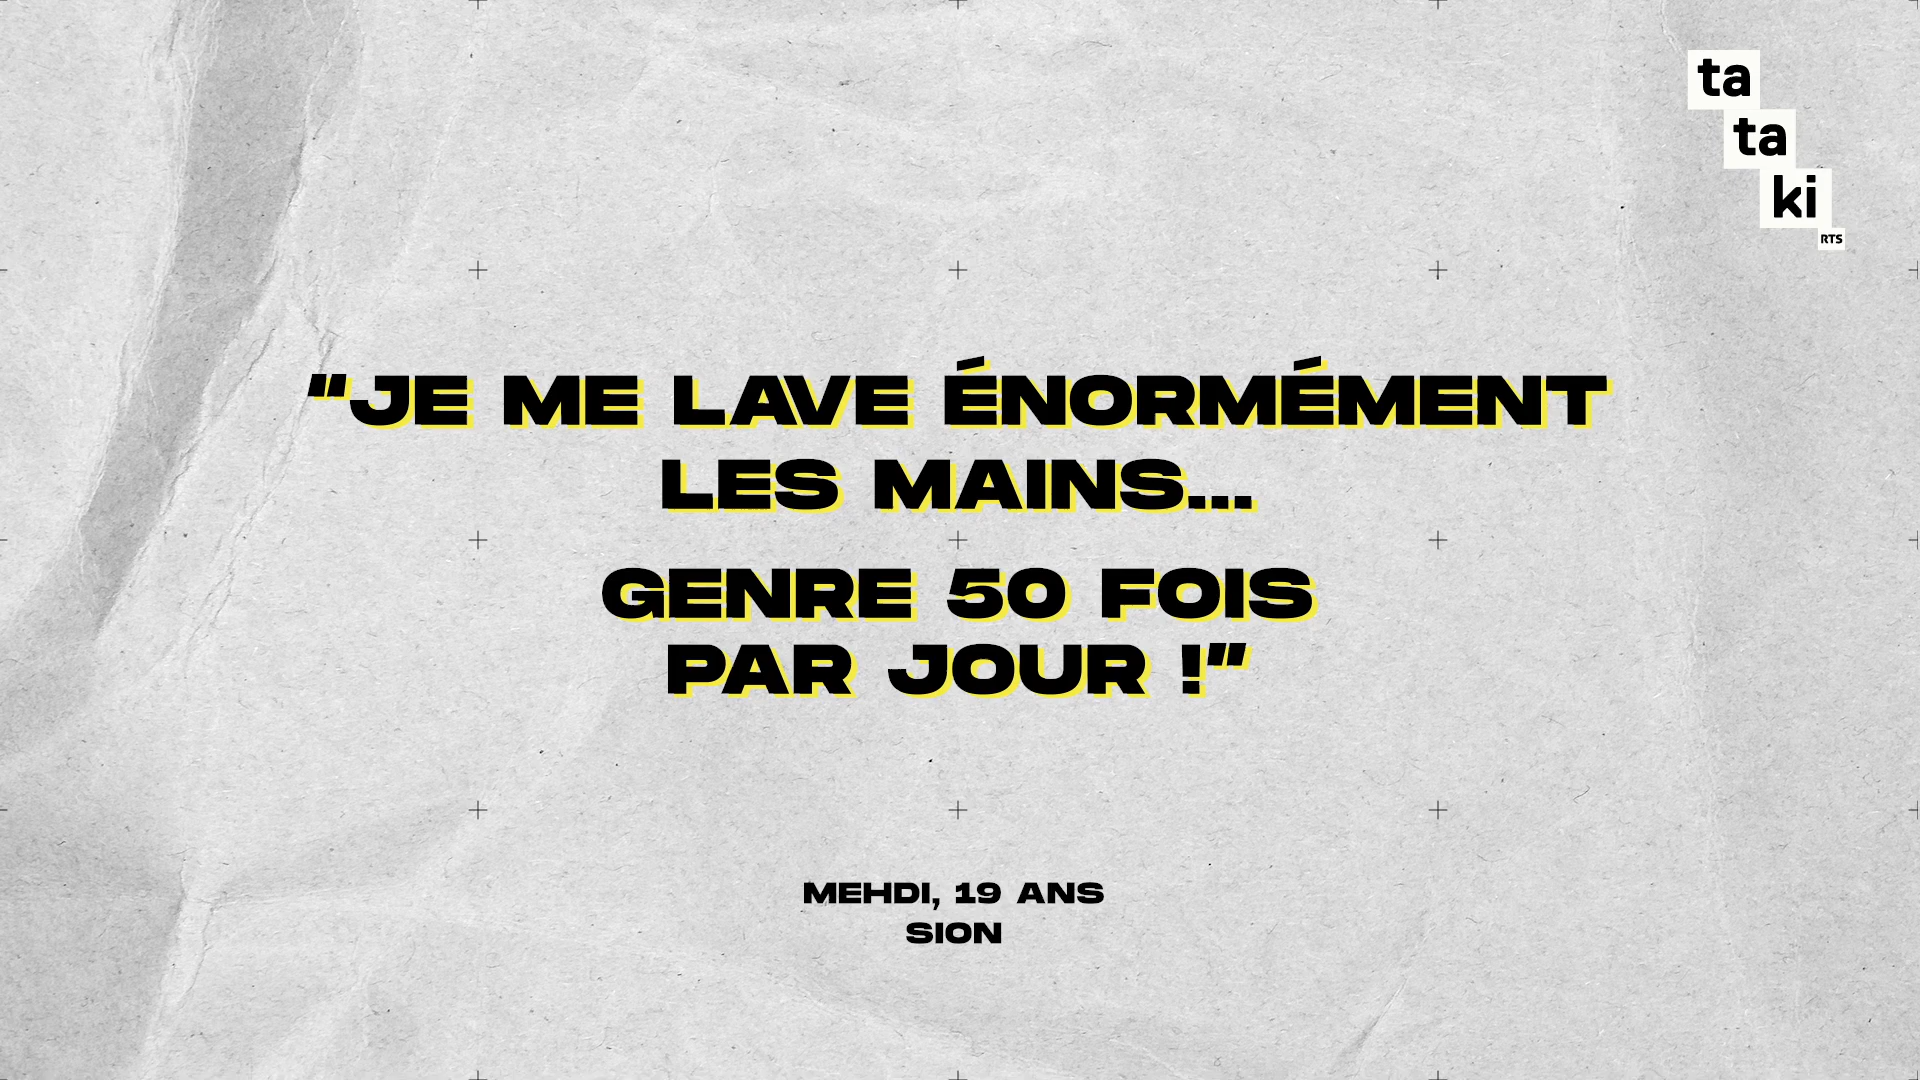 ta
ta
ki
RTS
"JE ME LAVE ÉNORMÉMENT
LES MAINS...
GENRE 50 FOIS
PAR JOUR !"
MEHDI, 19 ANS
SION